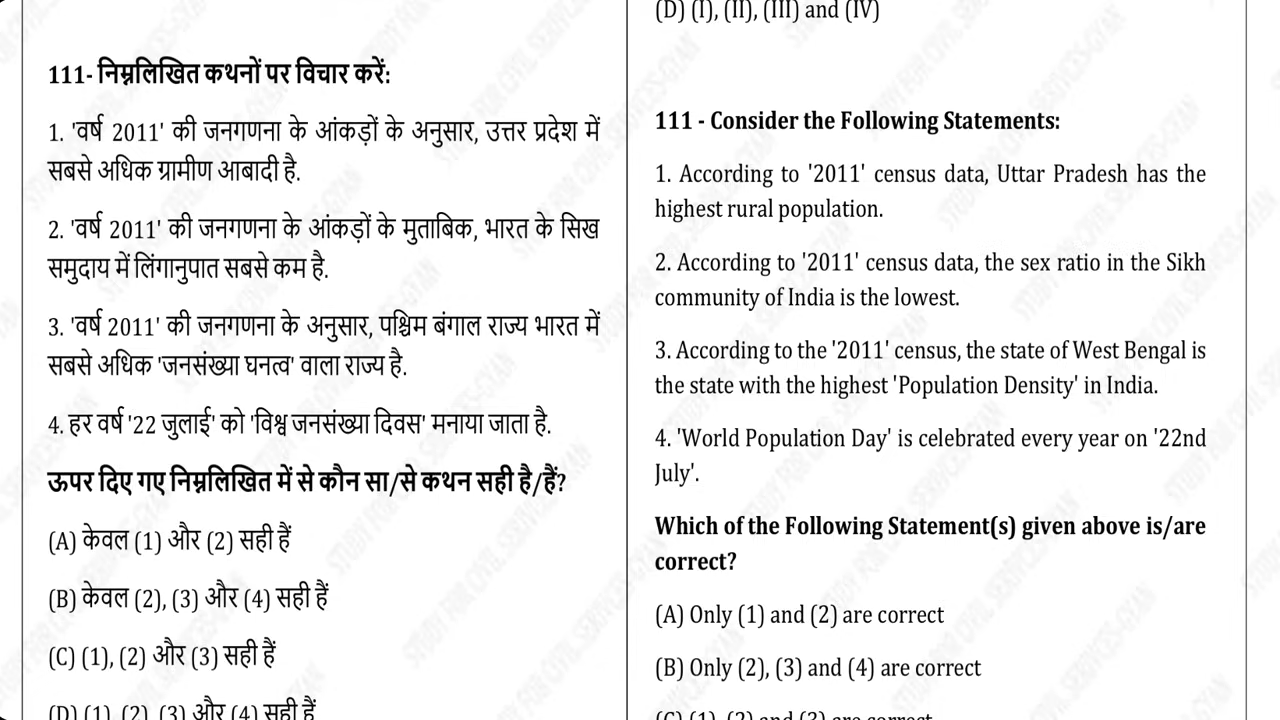 111- निम्नलिखित कथनों पर विचार करें:
1. 'वर्ष 2011' की जनगणना के आंकड़ों के अनुसार, उत्तर प्रदेश में
सबसे अधिक ग्रामीण आबादी है.
2. 'वर्ष 2011' की जनगणना के आंकड़ों के मुताबिक, भारत के सिख
समुदाय में लिंगानुपात सबसे कम है.
3. 'वर्ष 2011' की जनगणना के अनुसार, पश्चिम बंगाल राज्य भारत में
सबसे अधिक 'जनसंख्या घनत्व' वाला राज्य है.
4. हर वर्ष '22 जुलाई' को 'विश्व जनसंख्या दिवस' मनाया जाता है.
ऊपर दिए गए निम्नलिखित में से कौन सा/से कथन सही है/हैं?
(A) केवल (1) और (2) सही हैं
(B) केवल (2), (3) और (4) सही हैं
(C) (1), (2) और (3) सही हैं
(D) (1), (2), (3) और (4) सही हैं
(D) (I), (II), (III) and (IV)
111 - Consider the Following Statements:
1. According to '2011' census data, Uttar Pradesh has the
highest rural population.
2. According to '2011' census data, the sex ratio in the Sikh
community of India is the lowest.
3. According to the '2011' census, the state of West Bengal is
the state with the highest 'Population Density' in India.
4. 'World Population Day' is celebrated every year on '22nd
July'.
Which of the Following Statement(s) given above is/are
correct?
(A) Only (1) and (2) are correct
(B) Only (2), (3) and (4) are correct
(C) (1), (2) and (3) are correct